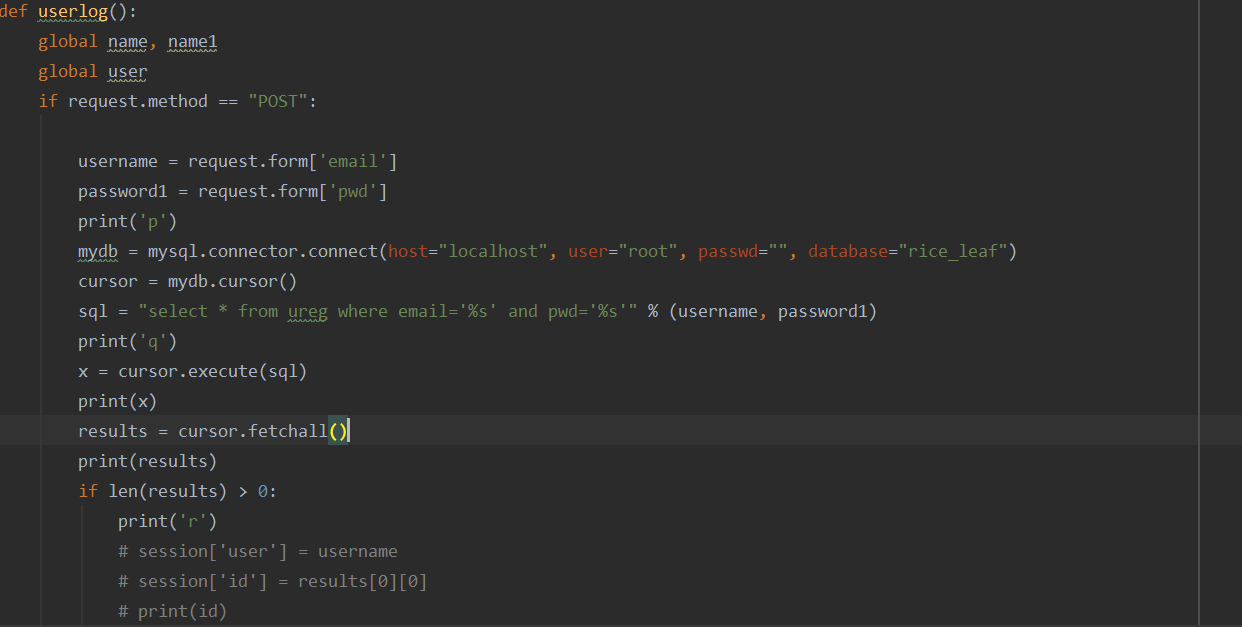 def userlog():
    global name, name1
    global user
    if request.method == "POST":
        username = request.form['email']
        password1 = request.form['pwd']
        print('p')
        mydb = mysql.connector.connect(host="localhost", user="root", passwd="", database="rice_leaf")
        cursor = mydb.cursor()
        sql = "select * from ureg where email='%s' and pwd='%s'" % (username, password1)
        print('q')
        x = cursor.execute(sql)
        print(x)
        results = cursor.fetchall()
        print(results)
        if len(results) > 0:
            print('r')
            # session['user'] = username
            # session['id'] = results[0][0]
            # print(id)